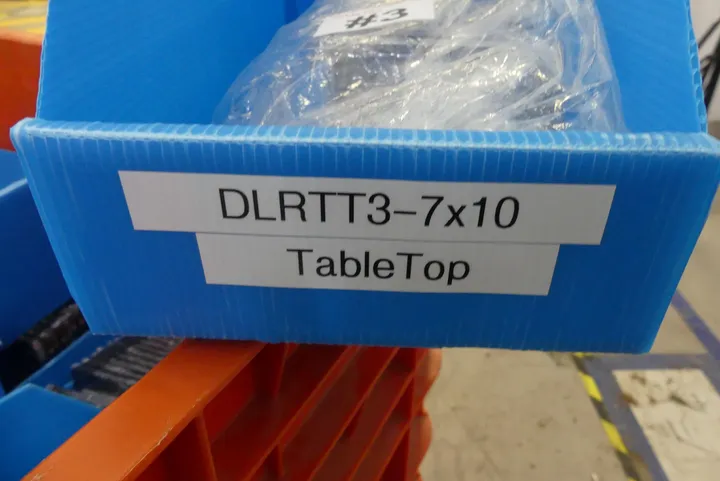 #3
DLRTT3-7x10
TableTop